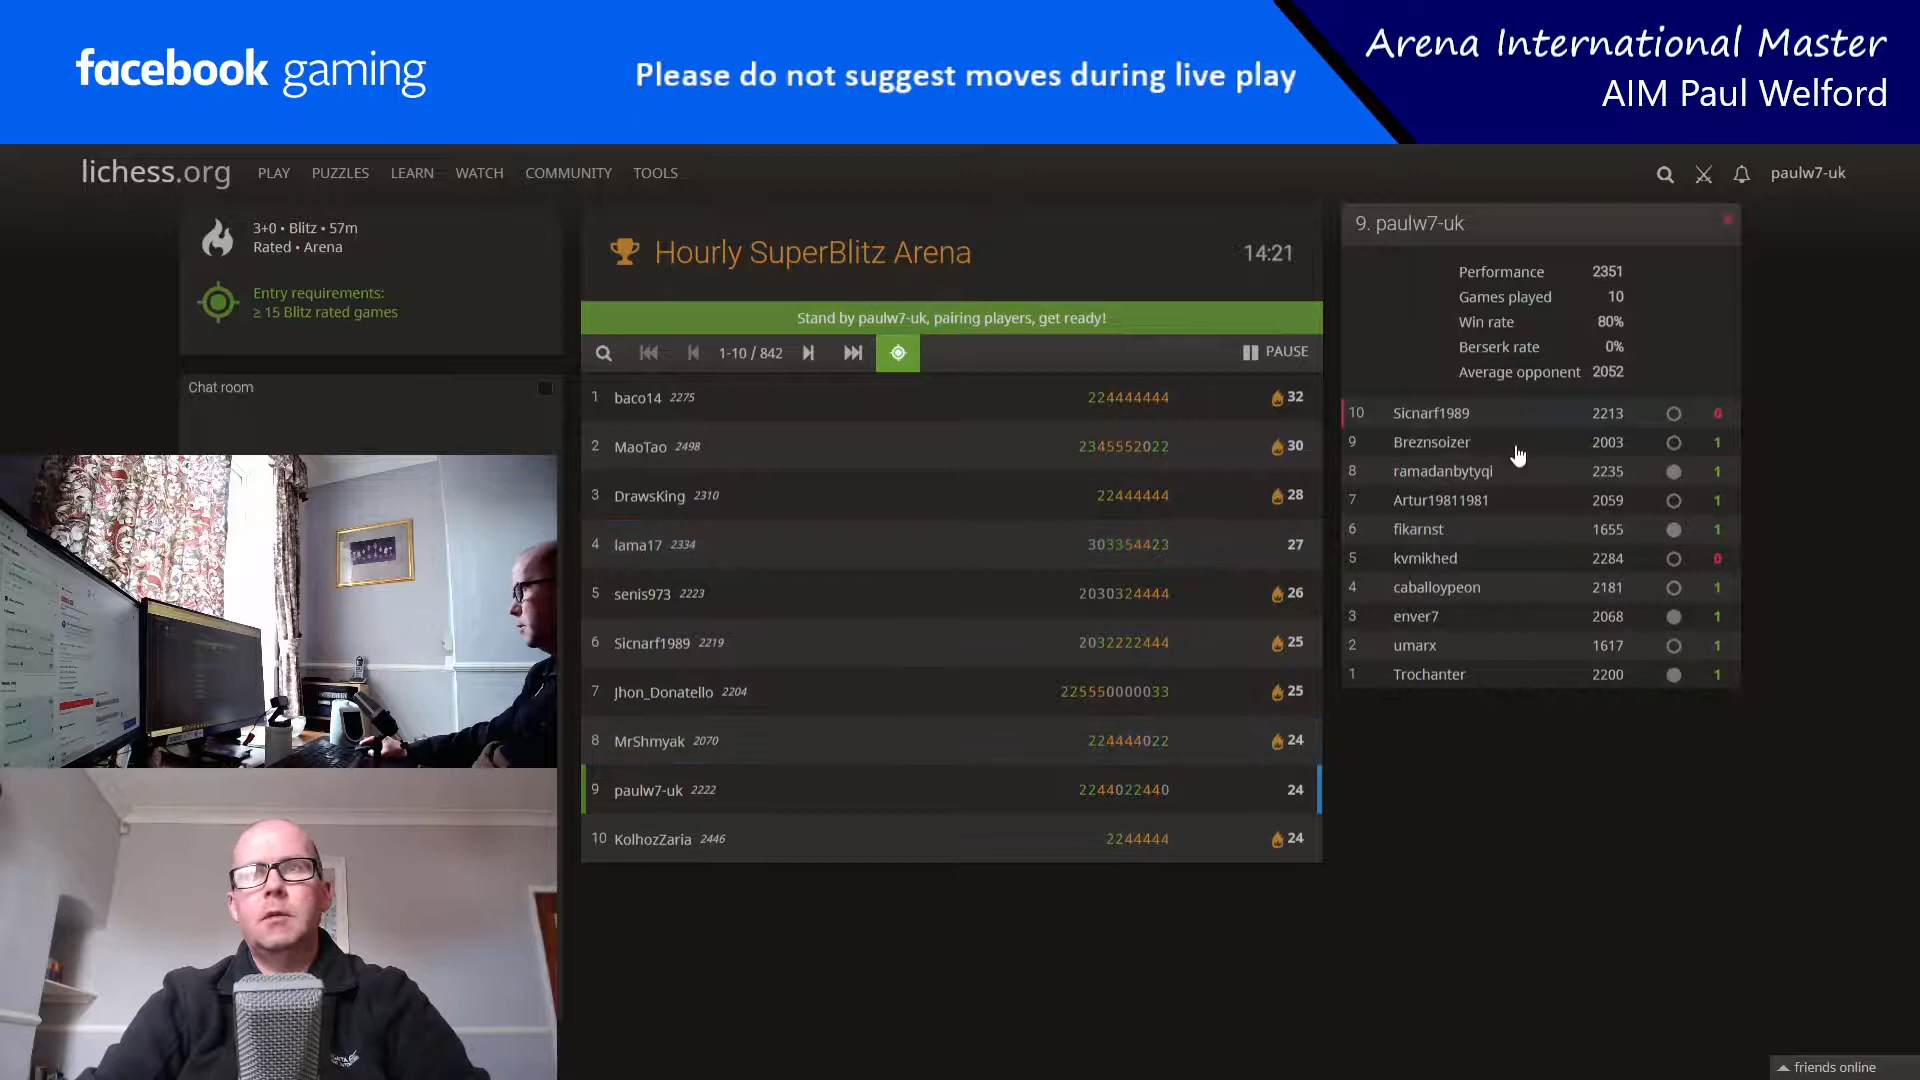 facebook gaming
Please do not suggest moves during live play
Arena International Master
AIM Paul Welford
lichess.org PLAY PUZZLES LEARN WATCH COMMUNITY TOOLS paulw7-uk
3+0 • Blitz • 57m
Rated • Arena
Entry requirements:
≥ 15 Blitz rated games
Chat room
Hourly SuperBlitz Arena 14:21
Stand by paulw7-uk, pairing players, get ready!
1-10 / 842 PAUSE
1 baco14 2275 224444444 32
2 MaoTao 2498 2345552022 30
3 DrawsKing 2310 22444444 28
4 lama17 2334 303354423 27
5 senis973 2223 2030324444 26
6 Sicnarf1989 2219 2032222444 25
7 Jhon_Donatello 2204 225550000033 25
8 MrShmyak 2070 224444022 24
9 paulw7-uk 2222 2244022440 24
10 KolhozZaria 2446 2244444 24
9. paulw7-uk
Performance 2351
Games played 10
Win rate 80%
Berserk rate 0%
Average opponent 2052
10 Sicnarf1989 2213 0
9 Breznsoizer 2003 1
8 ramadanbytyqi 2235 1
7 Artur19811981 2059 1
6 fikarnst 1655 1
5 kvmikhed 2284 0
4 caballoypeon 2181 1
3 enver7 2068 1
2 umarx 1617 1
1 Trochanter 2200 1
friends online